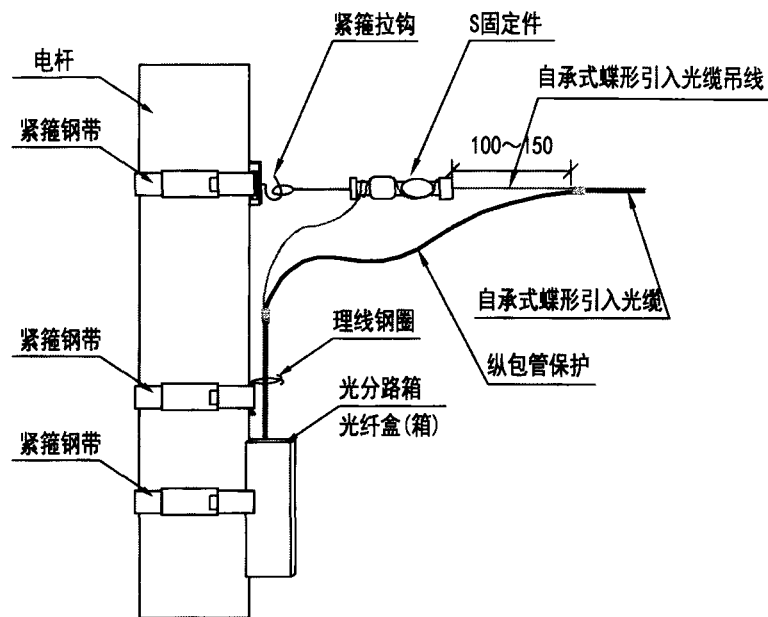 紧箍拉钩
S固定件
电杆
自承式蝶形引入光缆吊线
紧箍钢带
100～150
自承式蝶形引入光缆
理线钢圈
紧箍钢带
纵包管保护
光分路箱
光纤盒(箱)
紧箍钢带